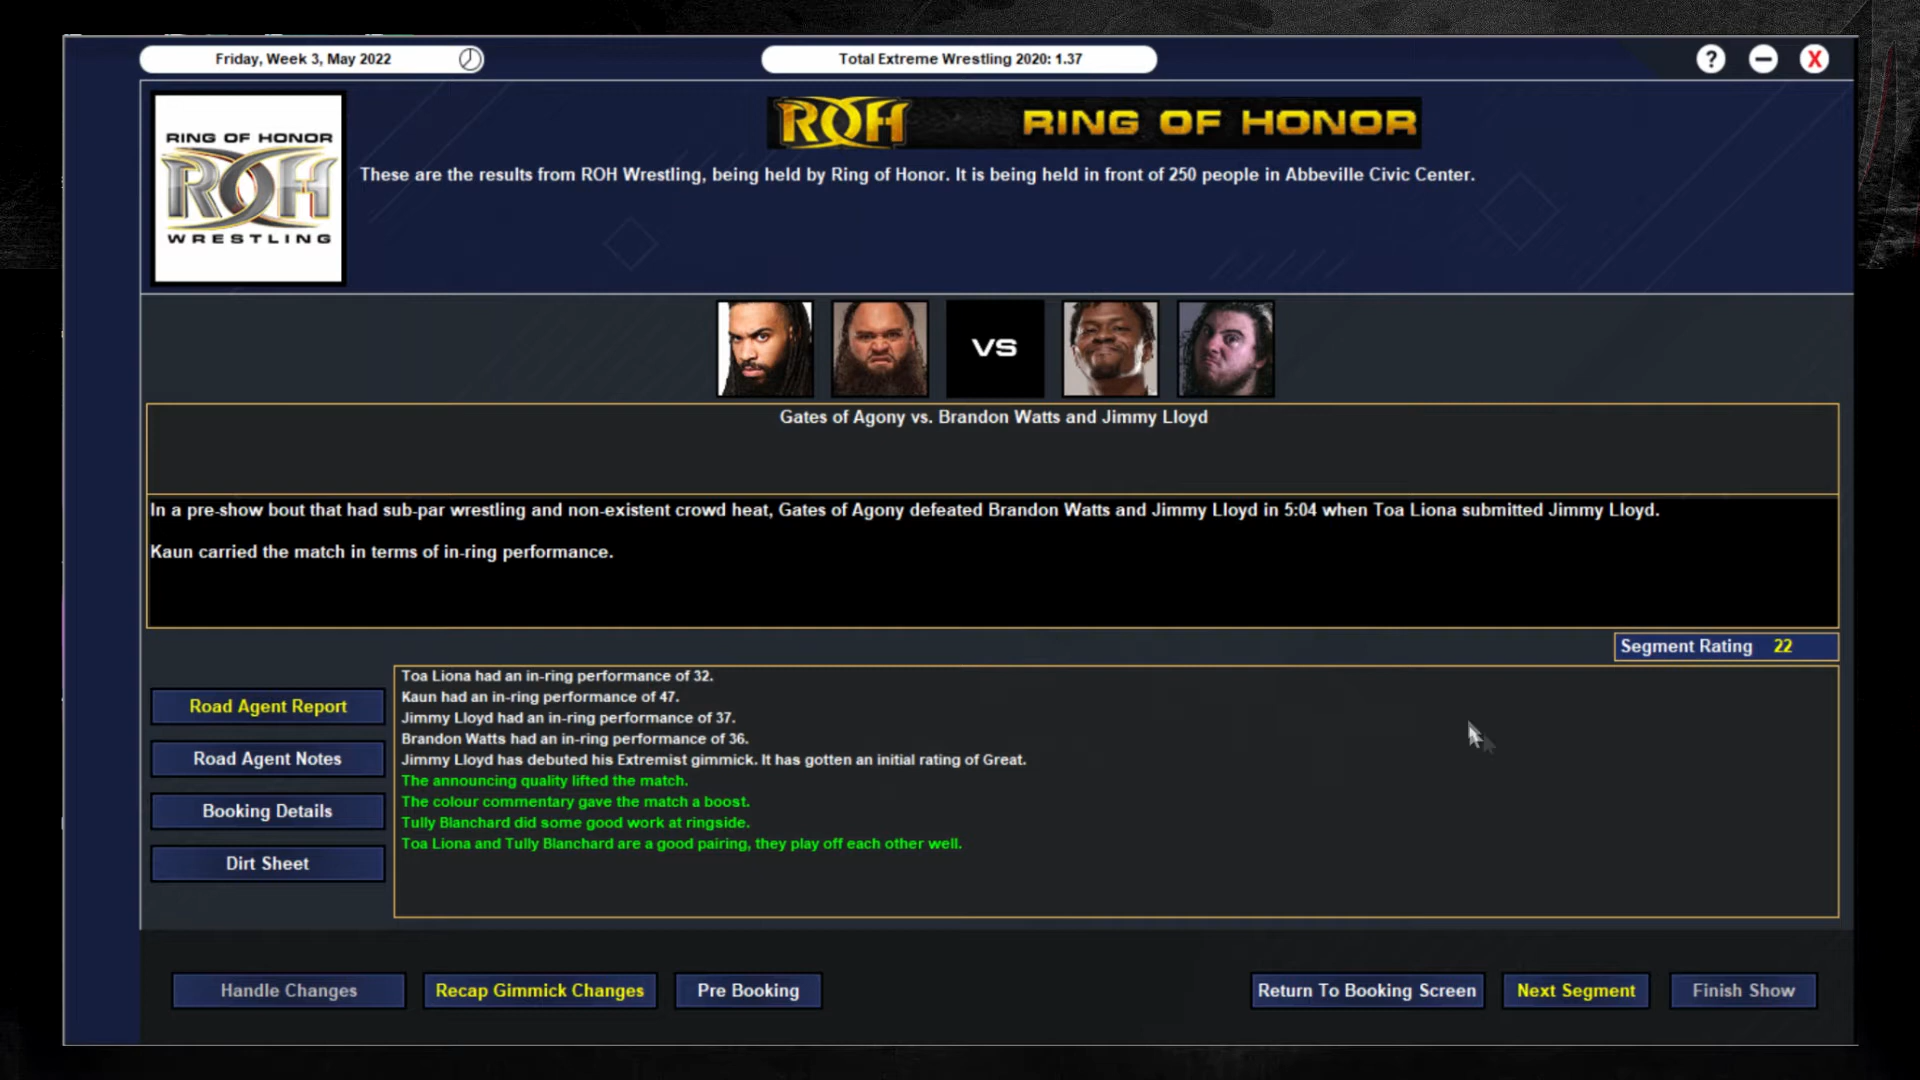 Friday, Week 3, May 2022
Total Extreme Wrestling 2020: 1.37
?
X
RING OF HONOR
ROH
WRESTLING
ROH RING OF HONOR
These are the results from ROH Wrestling, being held by Ring of Honor. It is being held in front of 250 people in Abbeville Civic Center.
VS
Gates of Agony vs. Brandon Watts and Jimmy Lloyd
In a pre-show bout that had sub-par wrestling and non-existent crowd heat, Gates of Agony defeated Brandon Watts and Jimmy Lloyd in 5:04 when Toa Liona submitted Jimmy Lloyd.
Kaun carried the match in terms of in-ring performance.
Segment Rating 22
Road Agent Report
Road Agent Notes
Booking Details
Dirt Sheet
Toa Liona had an in-ring performance of 32.
Kaun had an in-ring performance of 47.
Jimmy Lloyd had an in-ring performance of 37.
Brandon Watts had an in-ring performance of 36.
Jimmy Lloyd has debuted his Extremist gimmick. It has gotten an initial rating of Great.
The announcing quality lifted the match.
The colour commentary gave the match a boost.
Tully Blanchard did some good work at ringside.
Toa Liona and Tully Blanchard are a good pairing, they play off each other well.
Handle Changes
Recap Gimmick Changes
Pre Booking
Return To Booking Screen
Next Segment
Finish Show